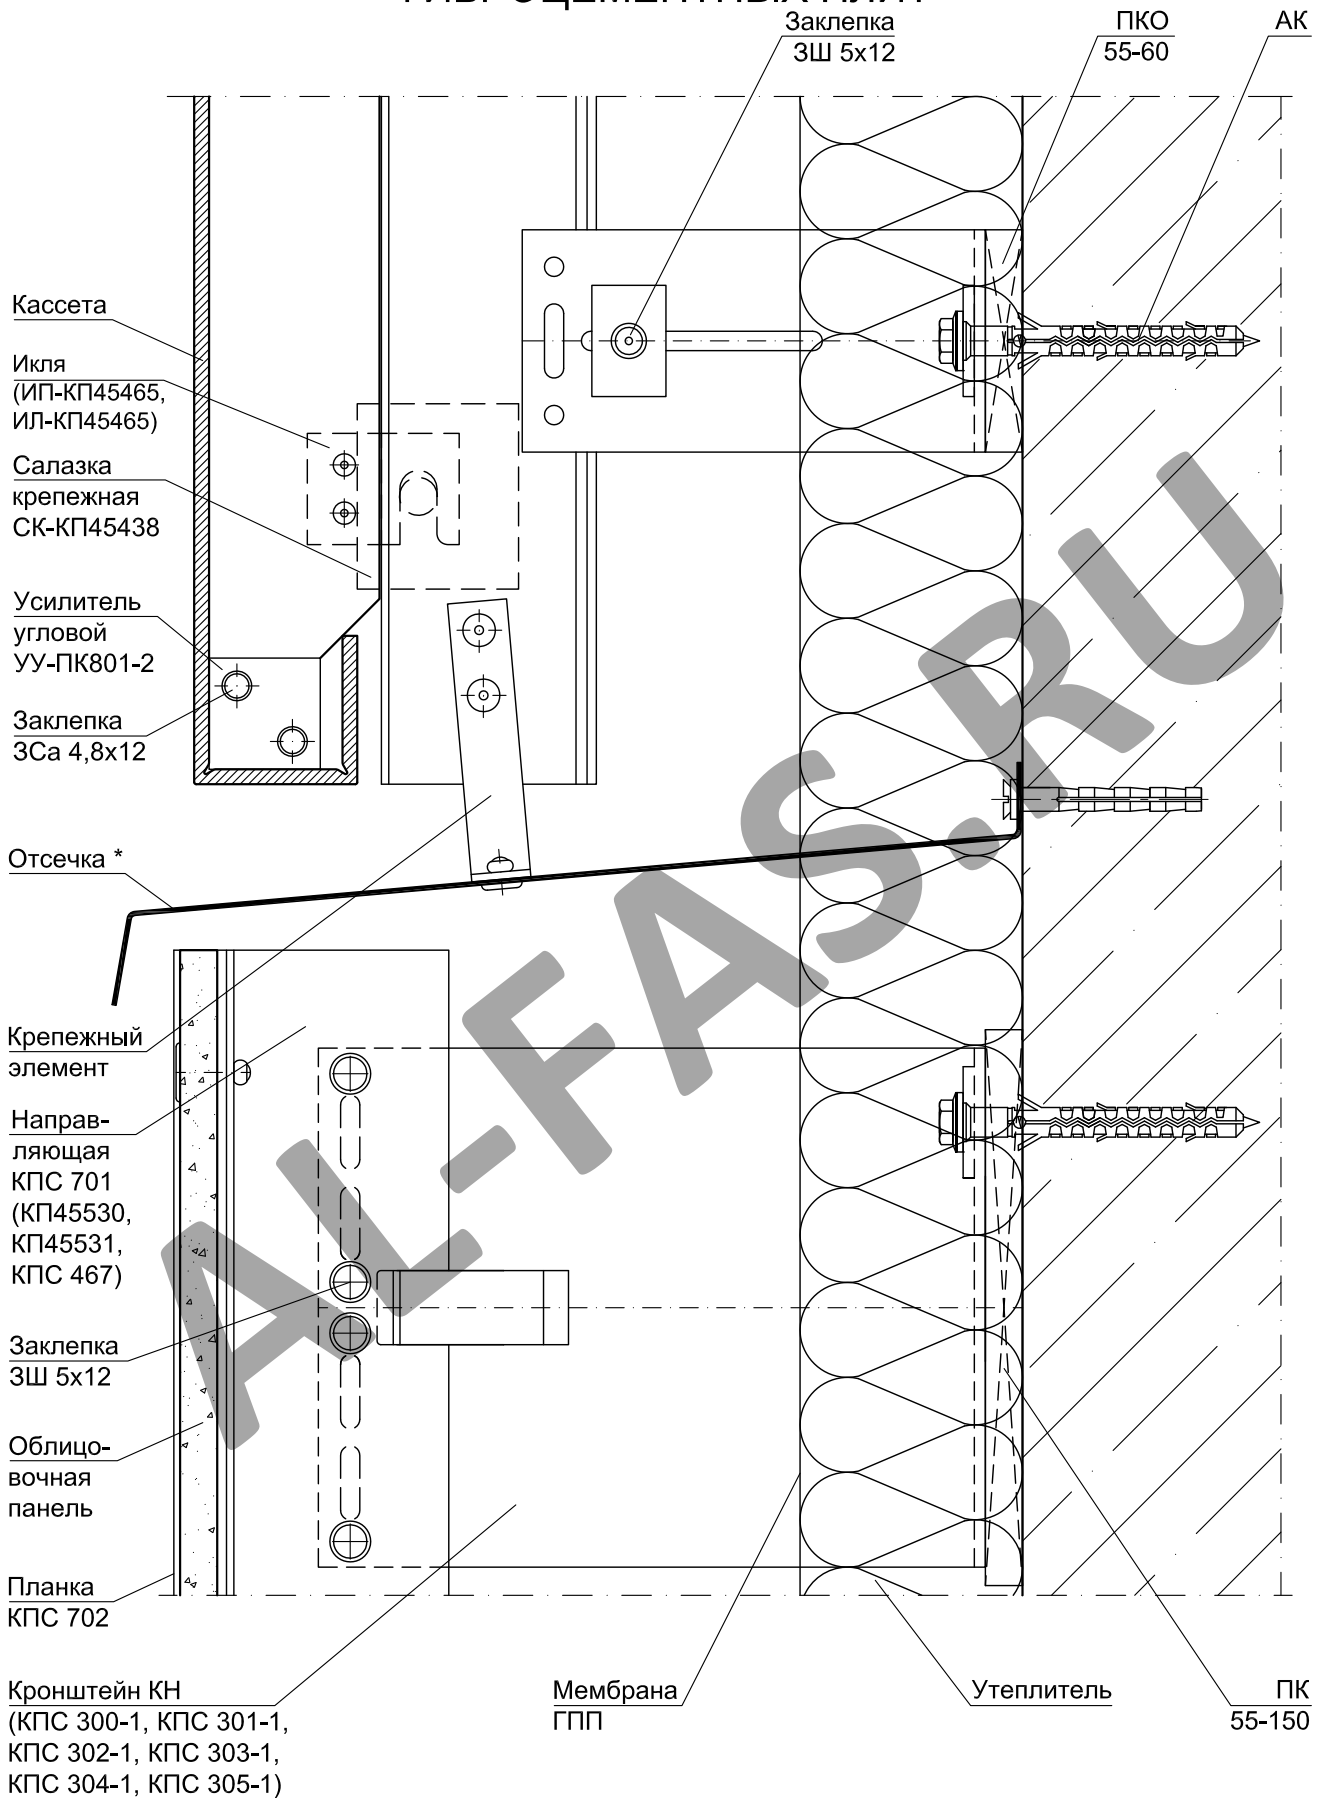 ФИБРОЦЕМЕНТНЫХ ПЛИТ
Заклепка
ЗШ 5х12
ПКО
55-60
АК
Кассета
Икля
(ИП-КП45465,
ИЛ-КП45465)
Салазка
крепежная
СК-КП45438
Усилитель
угловой
УУ-ПК801-2
Заклепка
ЗСа 4,8х12
Отсечка *
Крепежный
элемент
Направ-
ляющая
КПС 701
(КП45530,
КП45531,
КПС 467)
Заклепка
ЗШ 5х12
Облицо-
вочная
панель
Планка
КПС 702
Кронштейн КН
(КПС 300-1, КПС 301-1,
КПС 302-1, КПС 303-1,
КПС 304-1, КПС 305-1)
Мембрана
ГПП
Утеплитель
ПК
55-150
AL-FAS.RU